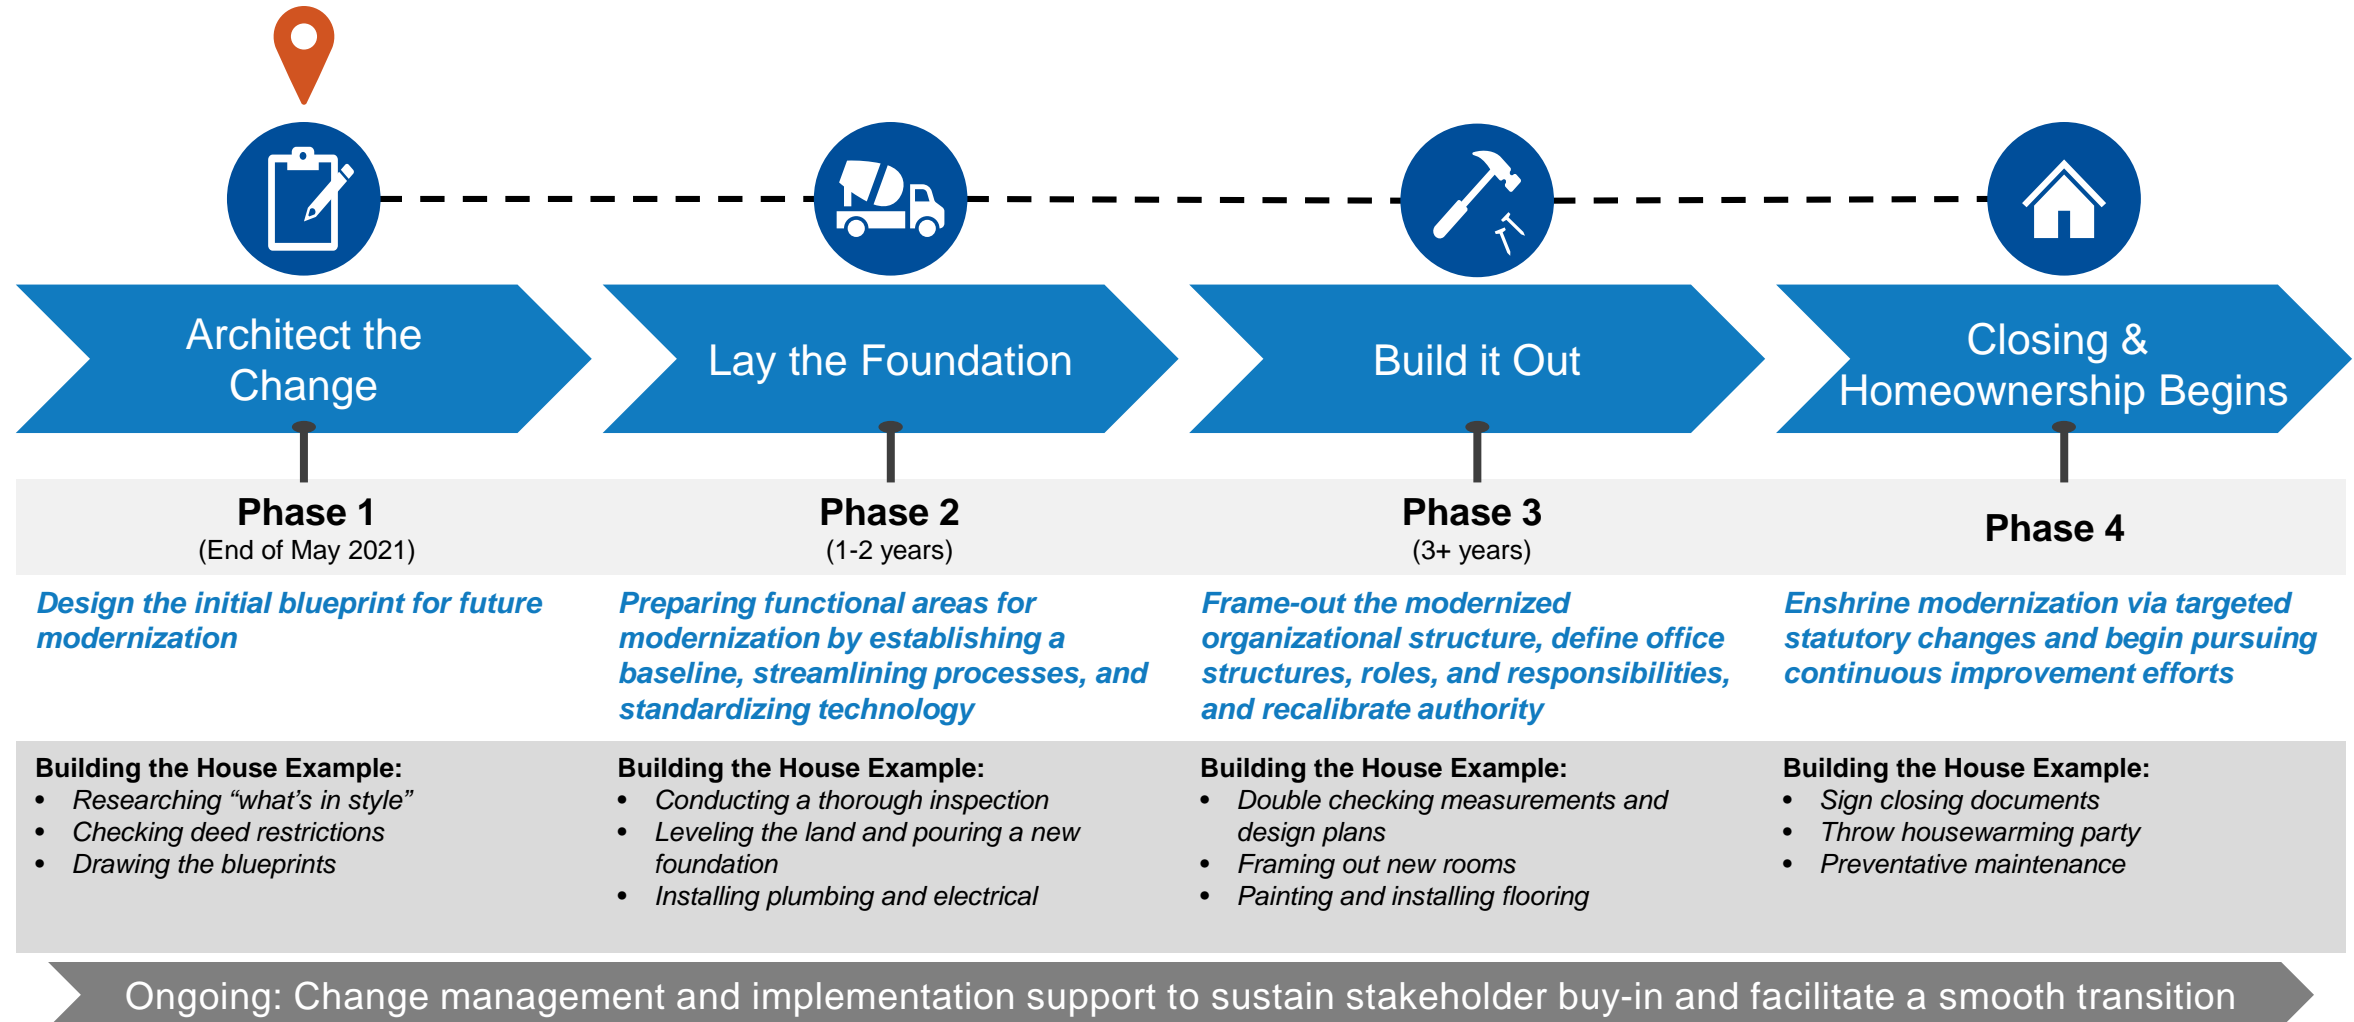 Architect the
Change
Lay the Foundation
Build it Out
Closing &
Homeownership Begins
Phase 1
(End of May 2021)
Phase 2
(1-2 years)
Phase 3
(3+ years)
Phase 4
Design the initial blueprint for future
modernization
Preparing functional areas for
modernization by establishing a
baseline, streamlining processes, and
standardizing technology
Frame-out the modernized
organizational structure, define office
structures, roles, and responsibilities,
and recalibrate authority
Enshrine modernization via targeted
statutory changes and begin pursuing
continuous improvement efforts
Building the House Example:
• Researching “what’s in style”
• Checking deed restrictions
• Drawing the blueprints
Building the House Example:
• Conducting a thorough inspection
• Leveling the land and pouring a new
foundation
• Installing plumbing and electrical
Building the House Example:
• Double checking measurements and
design plans
• Framing out new rooms
• Painting and installing flooring
Building the House Example:
• Sign closing documents
• Throw housewarming party
• Preventative maintenance
Ongoing: Change management and implementation support to sustain stakeholder buy-in and facilitate a smooth transition